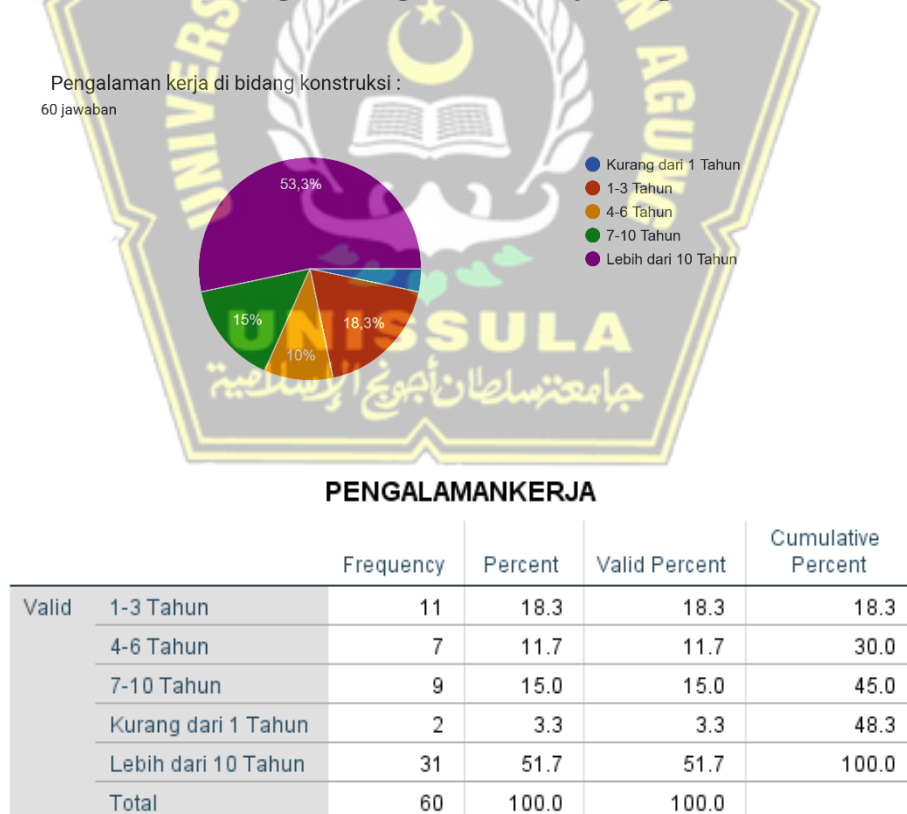 Pengalaman kerja di bidang konstruksi :
60 jawaban
53,3%
15%
10%
18,3%
Kurang dari 1 Tahun
1-3 Tahun
4-6 Tahun
7-10 Tahun
Lebih dari 10 Tahun
AGUNG
UNISSULA
جامعتسلطان أجونج الإسلامية
PENGALAMANKERJA
Frequency Percent Valid Percent Cumulative Percent
Valid 1-3 Tahun 11 18.3 18.3 18.3
4-6 Tahun 7 11.7 11.7 30.0
7-10 Tahun 9 15.0 15.0 45.0
Kurang dari 1 Tahun 2 3.3 3.3 48.3
Lebih dari 10 Tahun 31 51.7 51.7 100.0
Total 60 100.0 100.0